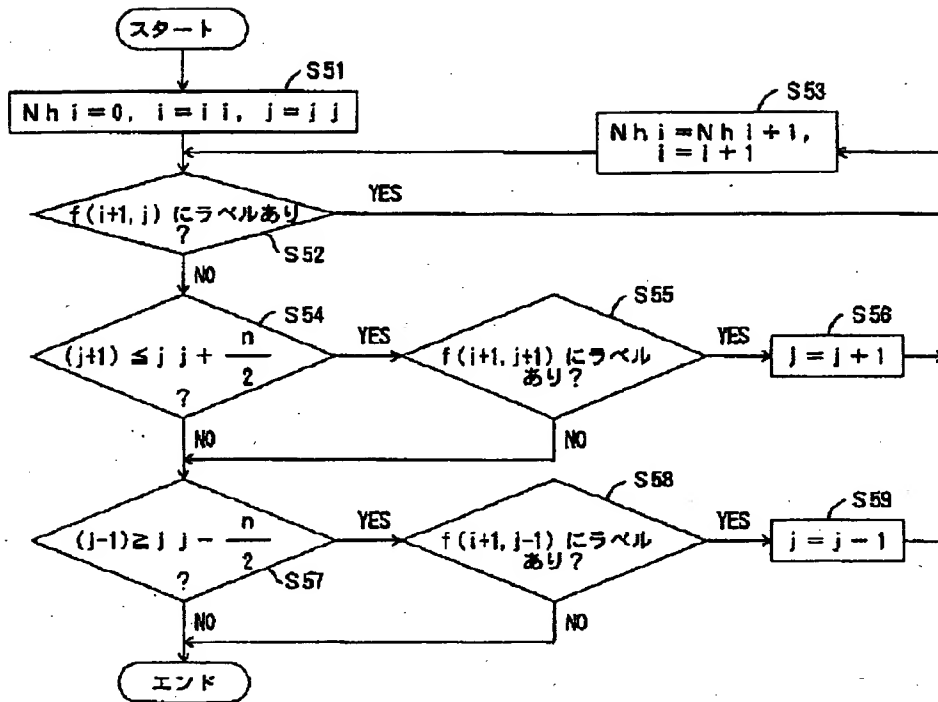 スタート
S51
Nhi=0, i=ii, j=jj
S53
Nhi=Nhi+1,
i=i+1
f(i+1,j)にラベルあり
?
YES
S52
NO
S54
(j+1)≦jj+n/2
?
YES
S55
f(i+1,j+1)にラベル
あり?
YES
S56
j=j+1
NO
NO
S57
(j-1)≧jj-n/2
?
YES
S58
f(i+1,j-1)にラベル
あり?
YES
S59
j=j-1
NO
NO
エンド